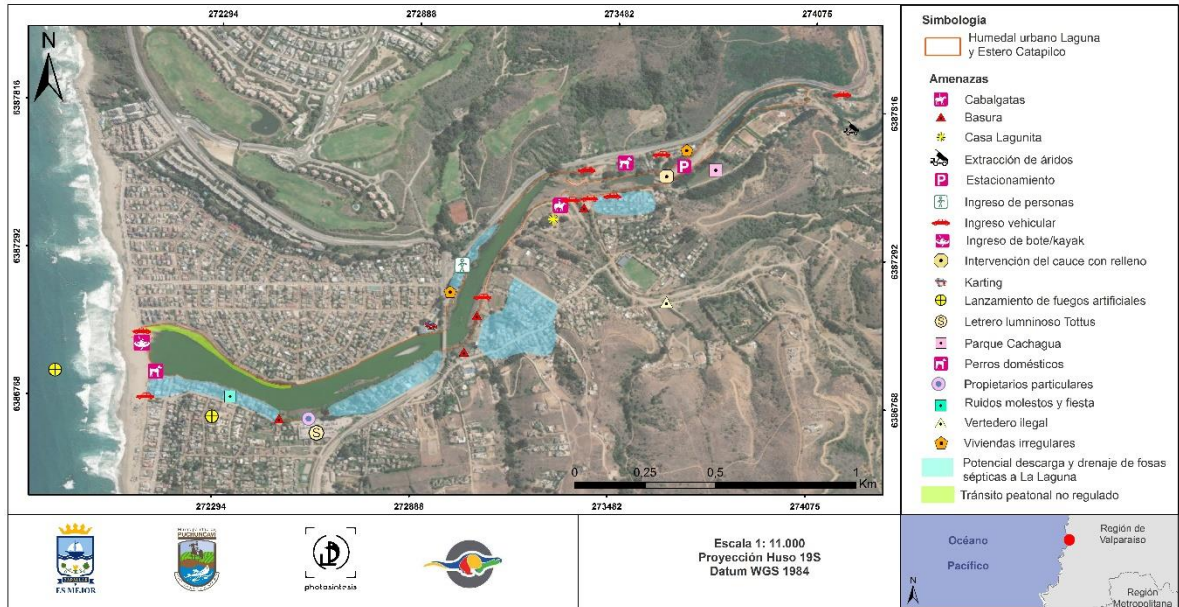 272294 272888 273482 274075
N
6387816 6387816
6387292 6387292
6386768 6386768
P
S
0 0,25 0,5 1
Km
272294 272888 273482 274075
Simbología
Humedal urbano Laguna
y Estero Catapilco
Amenazas
Cabalgatas
Basura
Casa Lagunita
Extracción de áridos
P Estacionamiento
Ingreso de personas
Ingreso vehicular
Ingreso de bote/kayak
Intervención del cauce con relleno
Karting
Lanzamiento de fuegos artificiales
S Letrero lumninoso Tottus
Parque Cachagua
Perros domésticos
Propietarios particulares
Ruidos molestos y fiesta
Vertedero ilegal
Viviendas irregulares
Potencial descarga y drenaje de fosas
sépticas a La Laguna
Tránsito peatonal no regulado
ES MEJOR
PUCHUNCAVI
photosintesis
Escala 1: 11.000
Proyección Huso 19S
Datum WGS 1984
Océano
Pacífico
Región de
Valparaíso
Región
Metropolitana
N